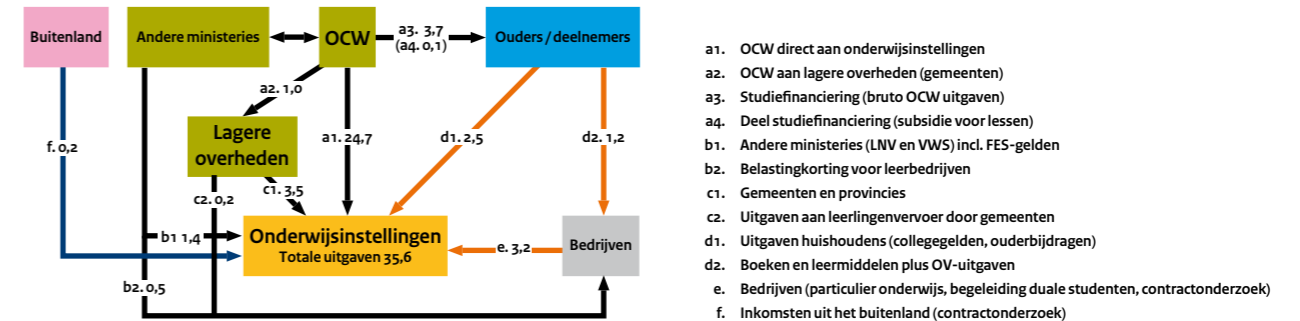 Buitenland
Andere ministeries
OCW
a3. 3,7
(a4. 0,1)
Ouders / deelnemers
a2. 1,0
Lagere
overheden
f. 0,2
a1. 24,7
d1. 2,5
d2. 1,2
c1. 3,5
c2. 0,2
b1 1,4
Onderwijsinstellingen
Totale uitgaven 35,6
e. 3,2
Bedrijven
b2. 0,5
a1. OCW direct aan onderwijsinstellingen
a2. OCW aan lagere overheden (gemeenten)
a3. Studiefinanciering (bruto OCW uitgaven)
a4. Deel studiefinanciering (subsidie voor lessen)
b1. Andere ministeries (LNV en VWS) incl. FES-gelden
b2. Belastingkorting voor leerbedrijven
c1. Gemeenten en provincies
c2. Uitgaven aan leerlingenvervoer door gemeenten
d1. Uitgaven huishoudens (collegegelden, ouderbijdragen)
d2. Boeken en leermiddelen plus OV-uitgaven
e. Bedrijven (particulier onderwijs, begeleiding duale studenten, contractonderzoek)
f. Inkomsten uit het buitenland (contractonderzoek)